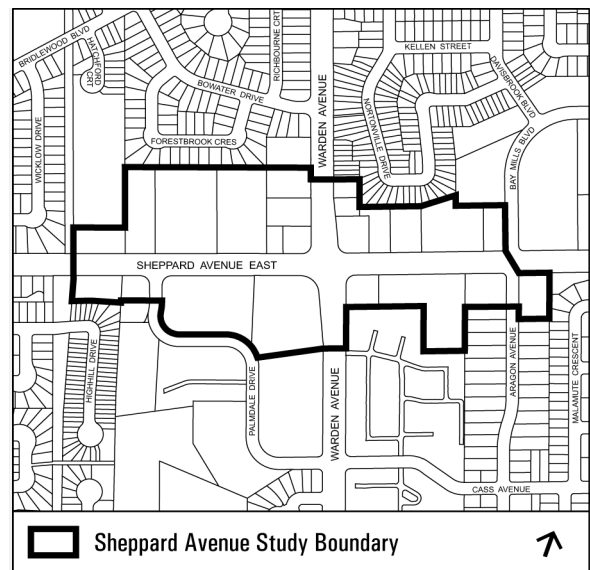 BRIDLEWOOD BLVD
HATCHFORD CRT
RICHBOURNE CRT
KELLEN STREET
BOWATER DRIVE
DAVISBROOK BLVD
WARDEN AVENUE
NORTONVILLE DRIVE
WICKLOW DRIVE
FORESTBROOK CRES
BAY MILLS BLVD
SHEPPARD AVENUE EAST
HIGHHILL DRIVE
PALMDALE DRIVE
WARDEN AVENUE
ARAGON AVENUE
MALAMUTE CRESCENT
CASS AVENUE
Sheppard Avenue Study Boundary